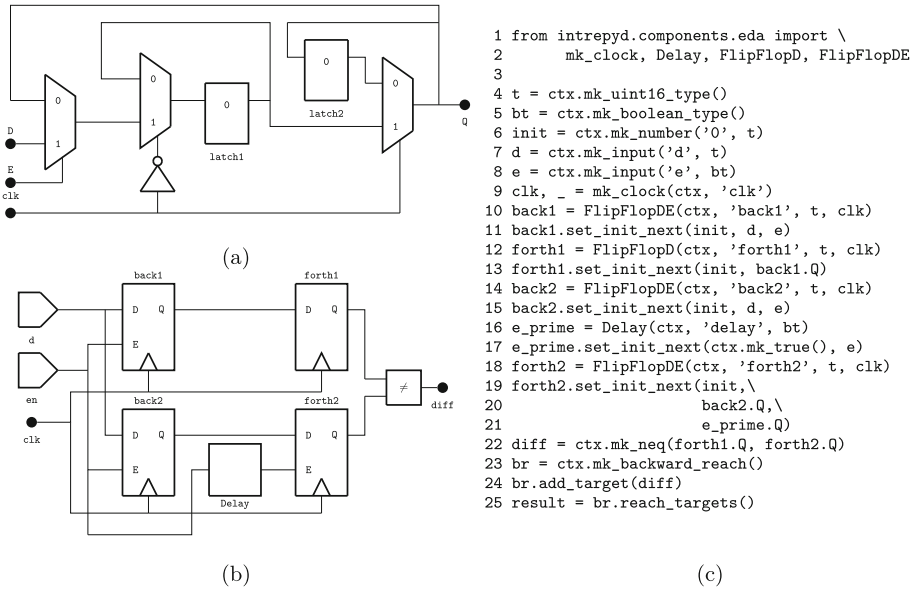 0
1
D
E
clk
0
1
0
latch1
0
latch2
0
1
Q
(a)
back1
forth1
D Q
E
D Q
d
en
clk
back2
forth2
D Q
E
D Q
E
Delay
≠
diff
(b)
1 from intrepyd.components.eda import \
2 mk_clock, Delay, FlipFlopD, FlipFlopDE
3
4 t = ctx.mk_uint16_type()
5 bt = ctx.mk_boolean_type()
6 init = ctx.mk_number('0', t)
7 d = ctx.mk_input('d', t)
8 e = ctx.mk_input('e', bt)
9 clk, _ = mk_clock(ctx, 'clk')
10 back1 = FlipFlopDE(ctx, 'back1', t, clk)
11 back1.set_init_next(init, d, e)
12 forth1 = FlipFlopD(ctx, 'forth1', t, clk)
13 forth1.set_init_next(init, back1.Q)
14 back2 = FlipFlopDE(ctx, 'back2', t, clk)
15 back2.set_init_next(init, d, e)
16 e_prime = Delay(ctx, 'delay', bt)
17 e_prime.set_init_next(ctx.mk_true(), e)
18 forth2 = FlipFlopDE(ctx, 'forth2', t, clk)
19 forth2.set_init_next(init,\
20 back2.Q,\
21 e_prime.Q)
22 diff = ctx.mk_neq(forth1.Q, forth2.Q)
23 br = ctx.mk_backward_reach()
24 br.add_target(diff)
25 result = br.reach_targets()
(c)